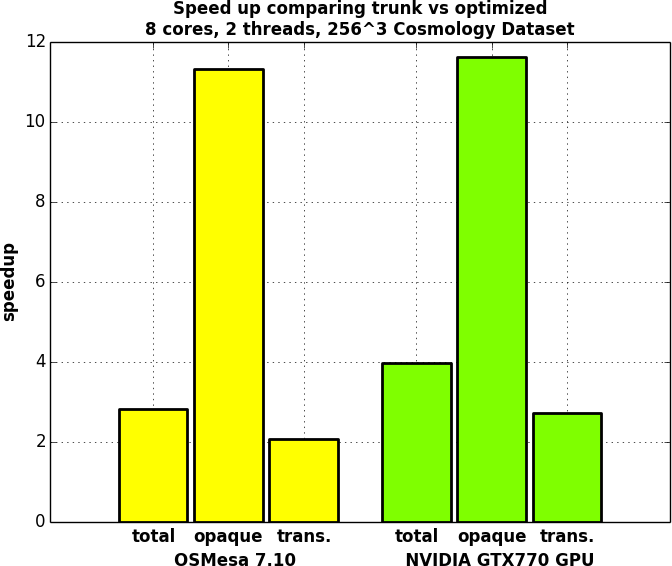 Speed up comparing trunk vs optimized
8 cores, 2 threads, 256^3 Cosmology Dataset
12
10
8
6
4
2
0
speedup
total opaque trans. total opaque trans.
OSMesa 7.10 NVIDIA GTX770 GPU